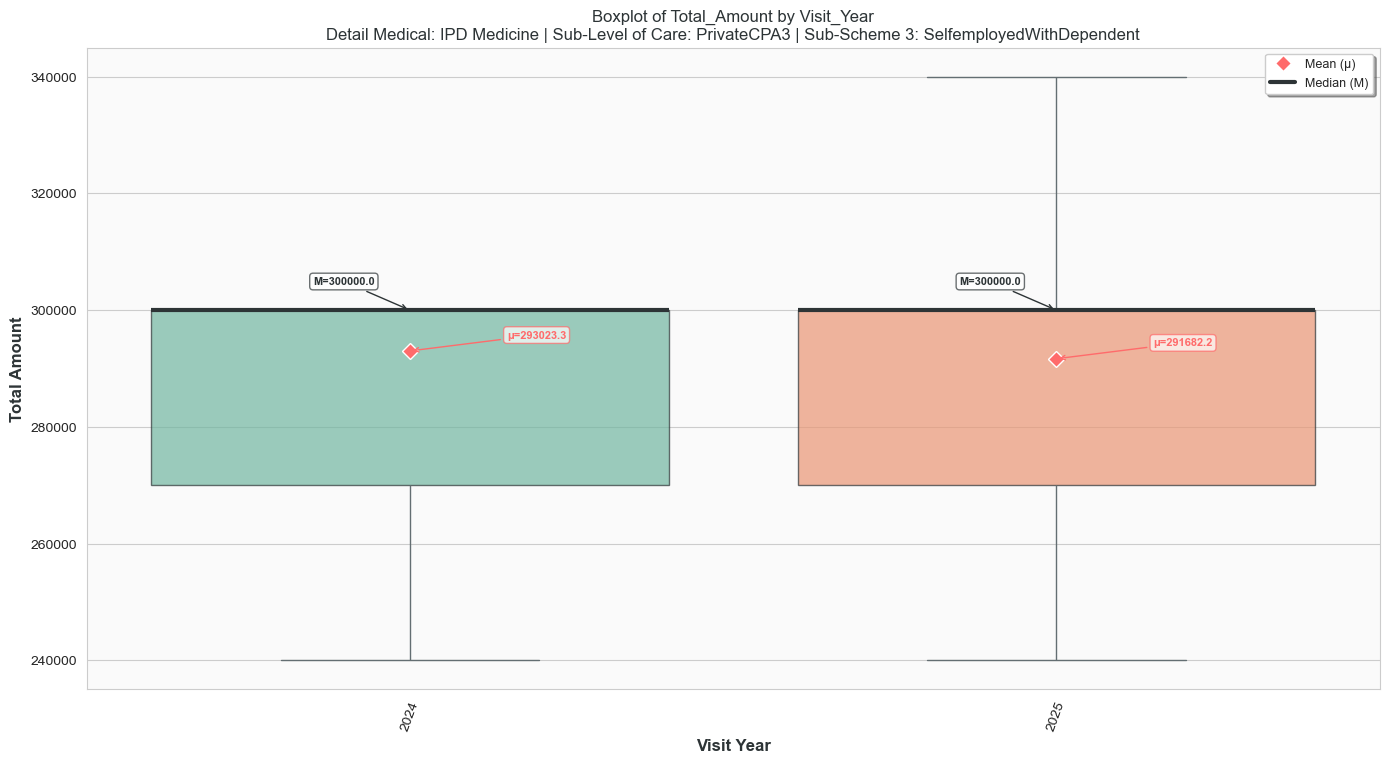 Boxplot of Total_Amount by Visit_Year
Detail Medical: IPD Medicine | Sub-Level of Care: PrivateCPA3 | Sub-Scheme 3: SelfemployedWithDependent
Mean (μ)
Median (M)
340000
320000
300000
280000
260000
240000
Total Amount
M=300000.0
μ=293023.3
M=300000.0
μ=291682.2
2024
2025
Visit Year